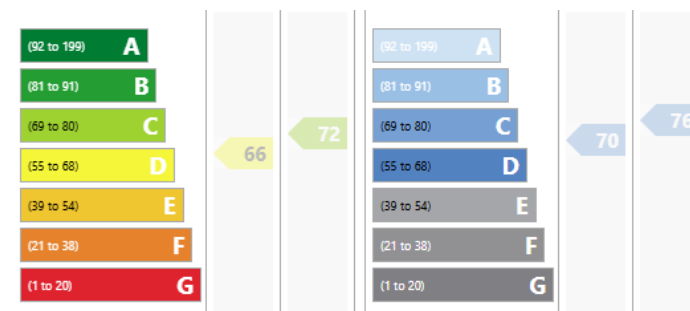 (92 to 199) A
(81 to 91) B
(69 to 80) C
(55 to 68) D
(39 to 54) E
(21 to 38) F
(1 to 20) G
66
72
(92 to 199) A
(81 to 91) B
(69 to 80) C
(55 to 68) D
(39 to 54) E
(21 to 38) F
(1 to 20) G
70
76